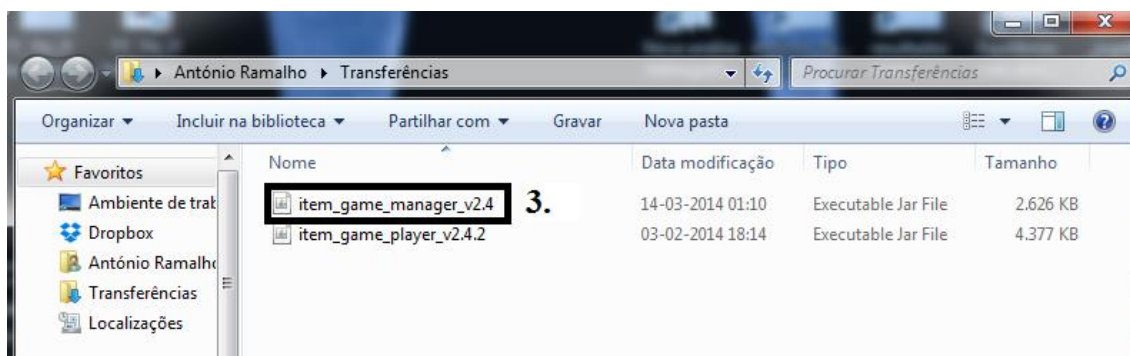 António Ramalho Transferências Procurar Transferências
Organizar Incluir na biblioteca Partilhar com Gravar Nova pasta
Favoritos Nome Data modificação Tipo Tamanho
Ambiente de trab item_game_manager_v2.4 3. 14-03-2014 01:10 Executable Jar File 2.626 KB
Dropbox item_game_player_v2.4.2 03-02-2014 18:14 Executable Jar File 4.377 KB
António Ramalho
Transferências
Localizações